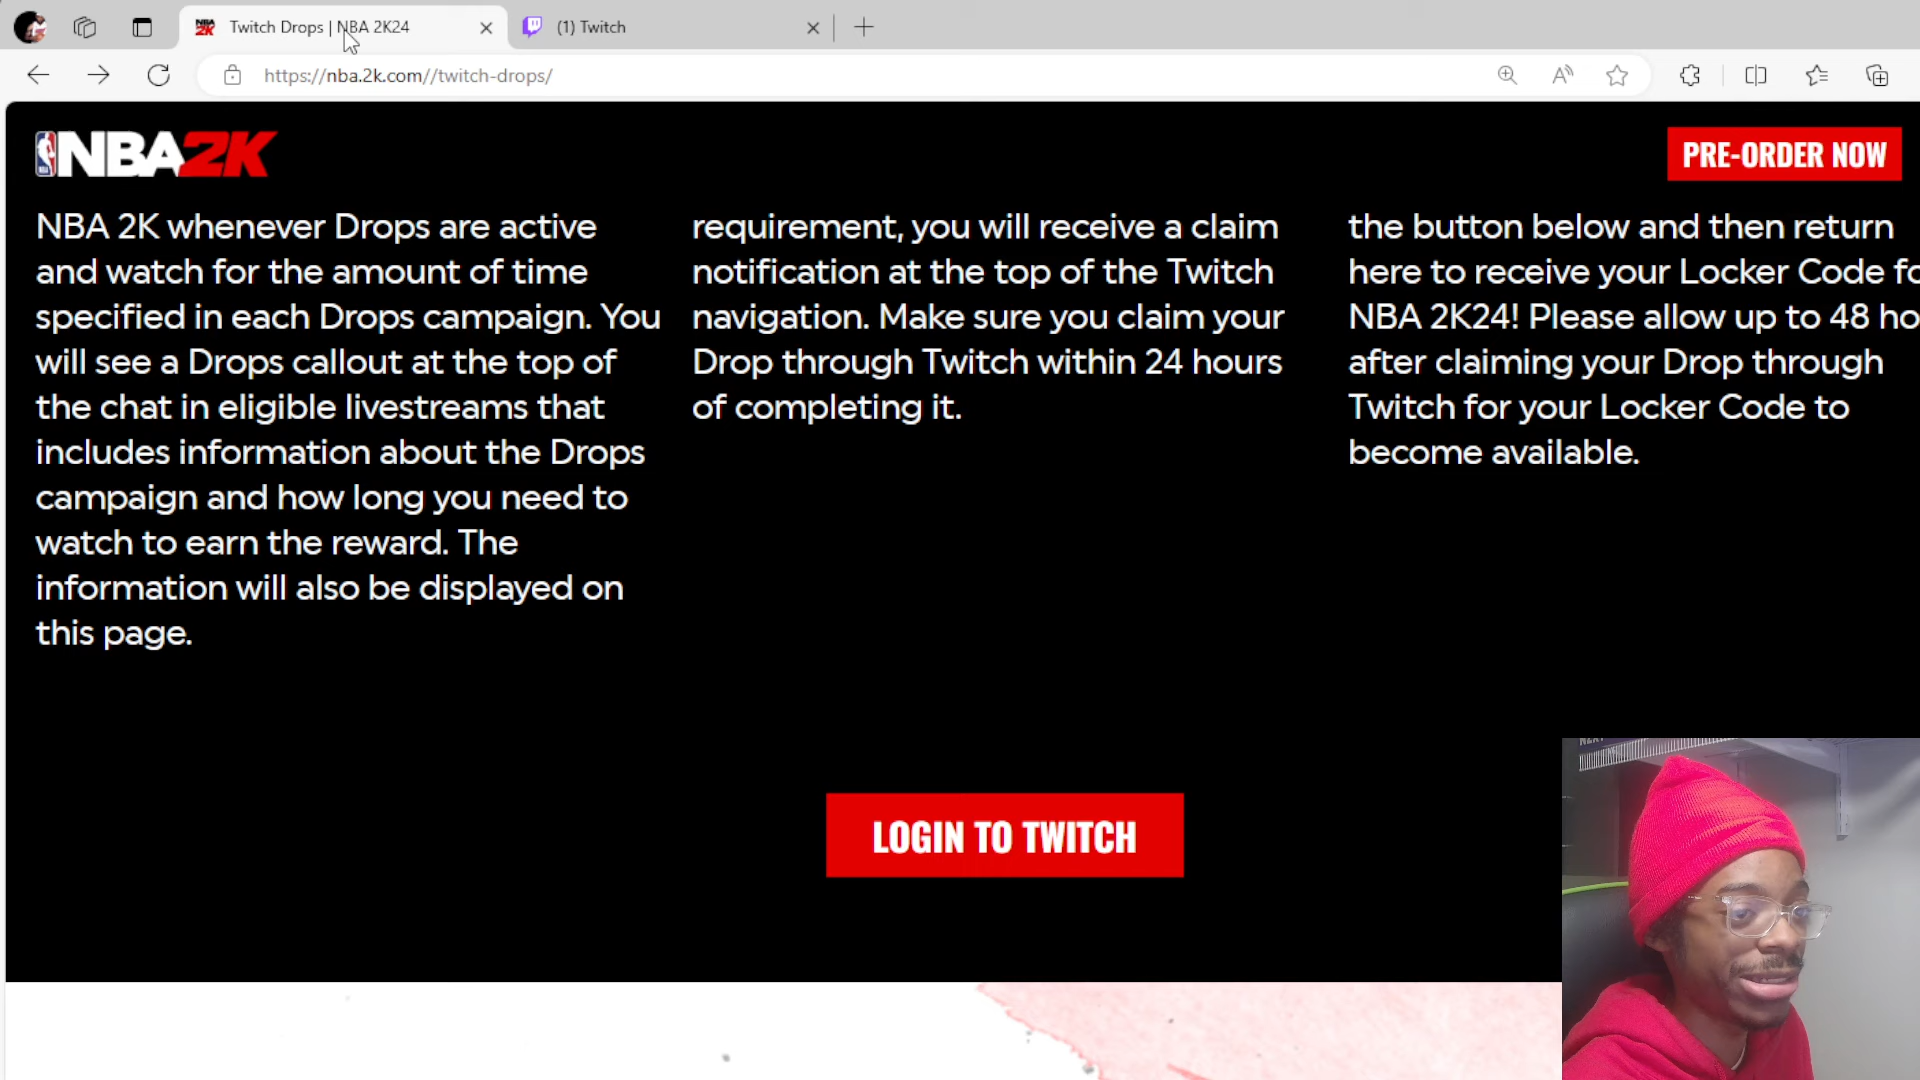 Twitch Drops | NBA 2K24
(1) Twitch
https://nba.2k.com//twitch-drops/
NBA2K
PRE-ORDER NOW
NBA 2K whenever Drops are active
and watch for the amount of time
specified in each Drops campaign. You
will see a Drops callout at the top of
the chat in eligible livestreams that
includes information about the Drops
campaign and how long you need to
watch to earn the reward. The
information will also be displayed on
this page.
requirement, you will receive a claim
notification at the top of the Twitch
navigation. Make sure you claim your
Drop through Twitch within 24 hours
of completing it.
the button below and then return
here to receive your Locker Code fo
NBA 2K24! Please allow up to 48 ho
after claiming your Drop through
Twitch for your Locker Code to
become available.
LOGIN TO TWITCH